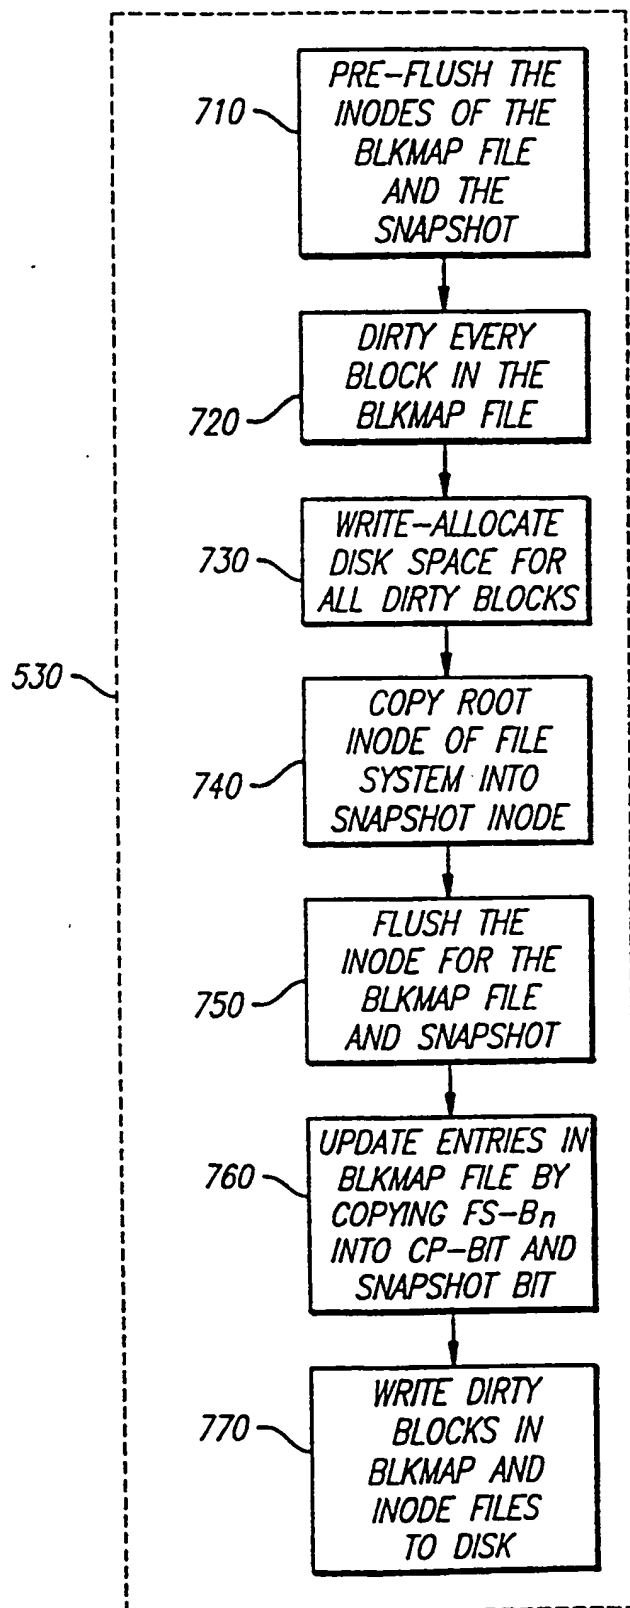 710
PRE-FLUSH THE
INODES OF THE
BLKMAP FILE
AND THE
SNAPSHOT
720
DIRTY EVERY
BLOCK IN THE
BLKMAP FILE
730
WRITE-ALLOCATE
DISK SPACE FOR
ALL DIRTY BLOCKS
530
740
COPY ROOT
INODE OF FILE
SYSTEM INTO
SNAPSHOT INODE
750
FLUSH THE
INODE FOR THE
BLKMAP FILE
AND SNAPSHOT
760
UPDATE ENTRIES IN
BLKMAP FILE BY
COPYING FS-Bn
INTO CP-BIT AND
SNAPSHOT BIT
770
WRITE DIRTY
BLOCKS IN
BLKMAP AND
INODE FILES
TO DISK